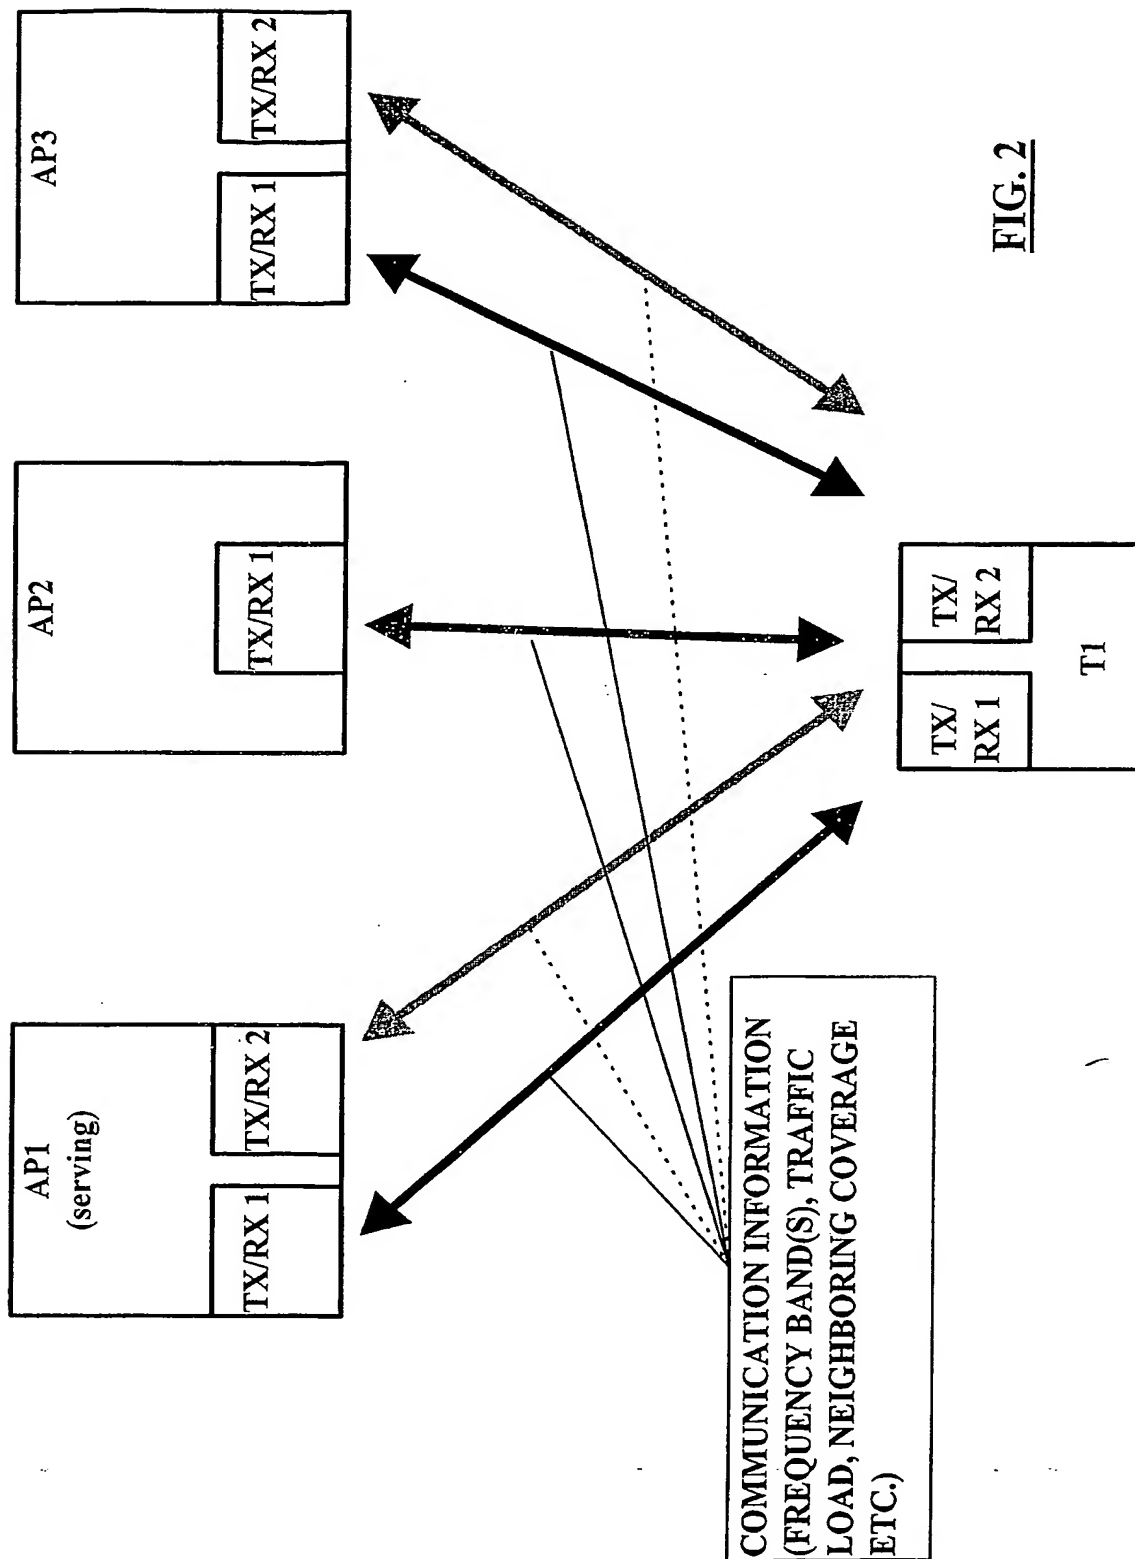 AP1
(serving)
TX/RX 1
TX/RX 2
AP2
TX/RX 1
AP3
TX/RX 1
TX/RX 2
COMMUNICATION INFORMATION
(FREQUENCY BAND(S), TRAFFIC
LOAD, NEIGHBORING COVERAGE
ETC.)
TX/
RX 1
TX/
RX 2
T1
FIG. 2